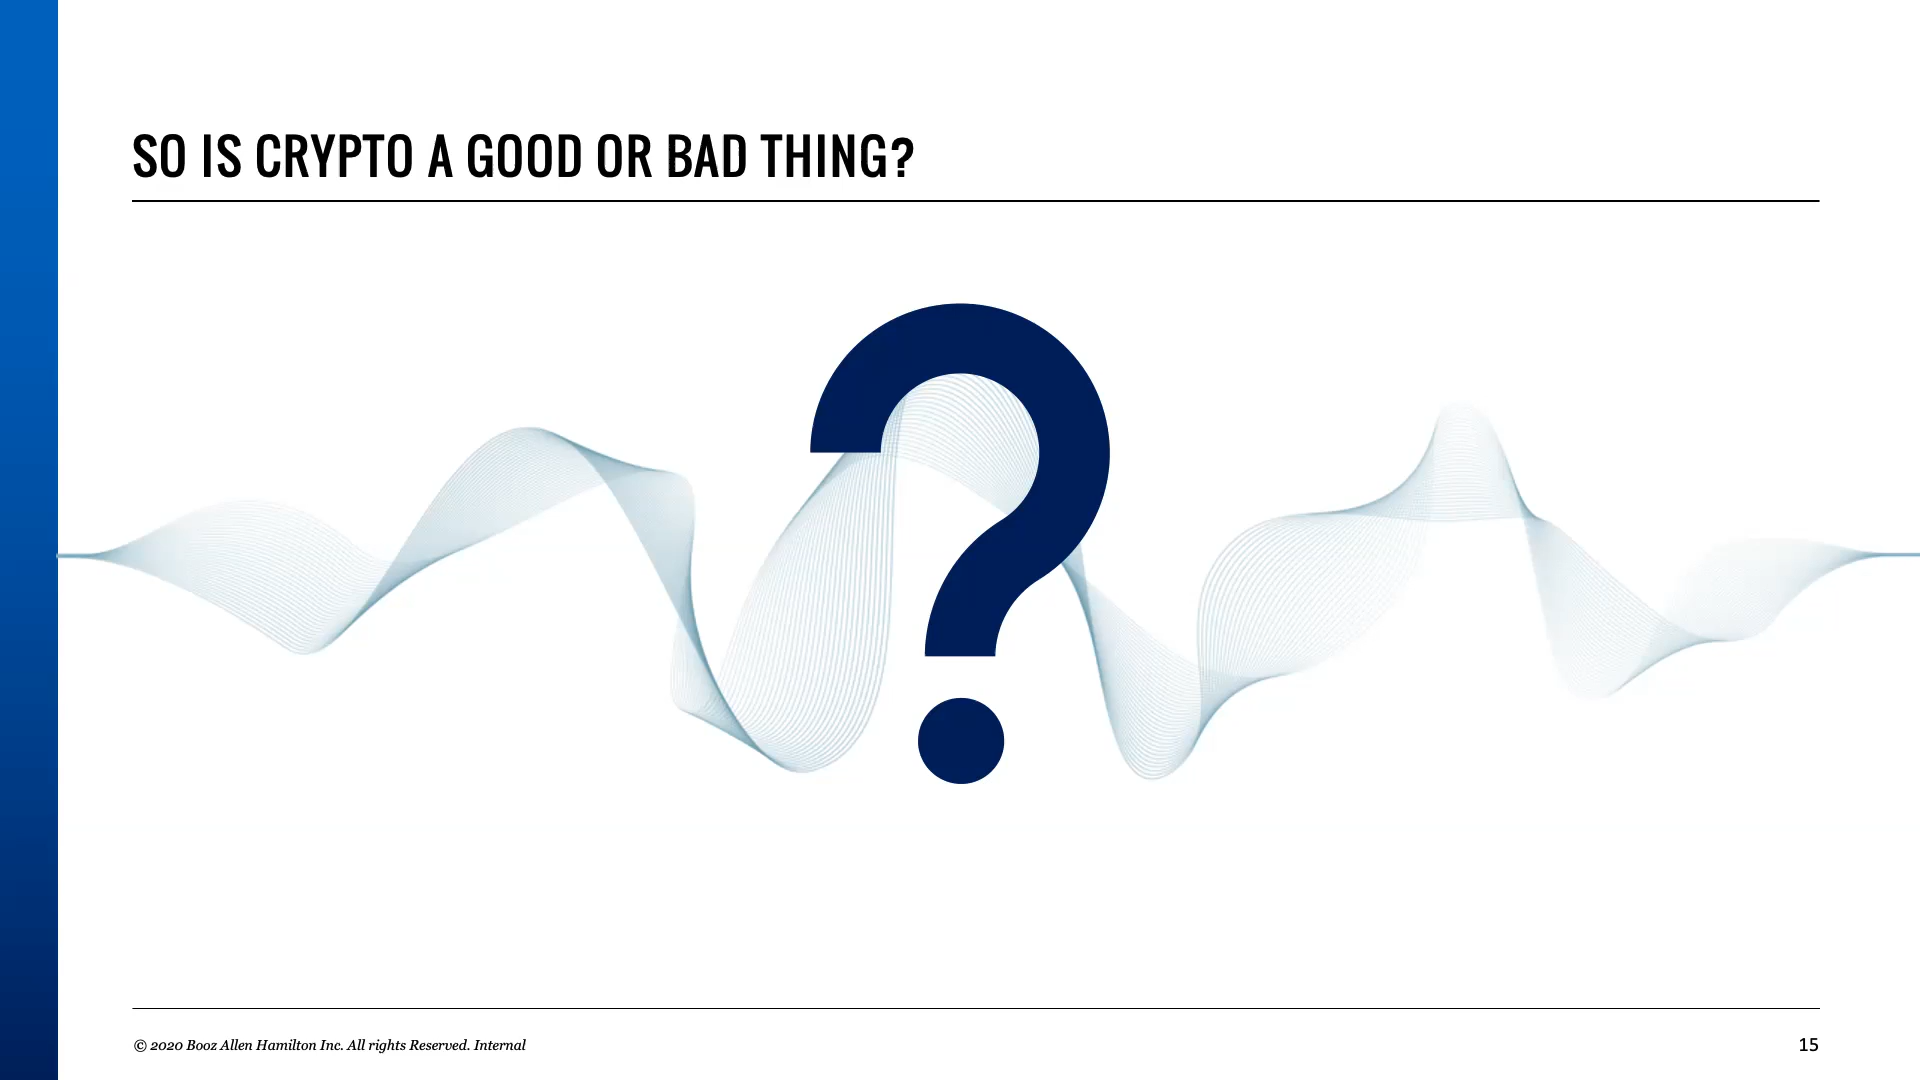 SO IS CRYPTO A GOOD OR BAD THING?
?
© 2020 Booz Allen Hamilton Inc. All rights Reserved. Internal
15